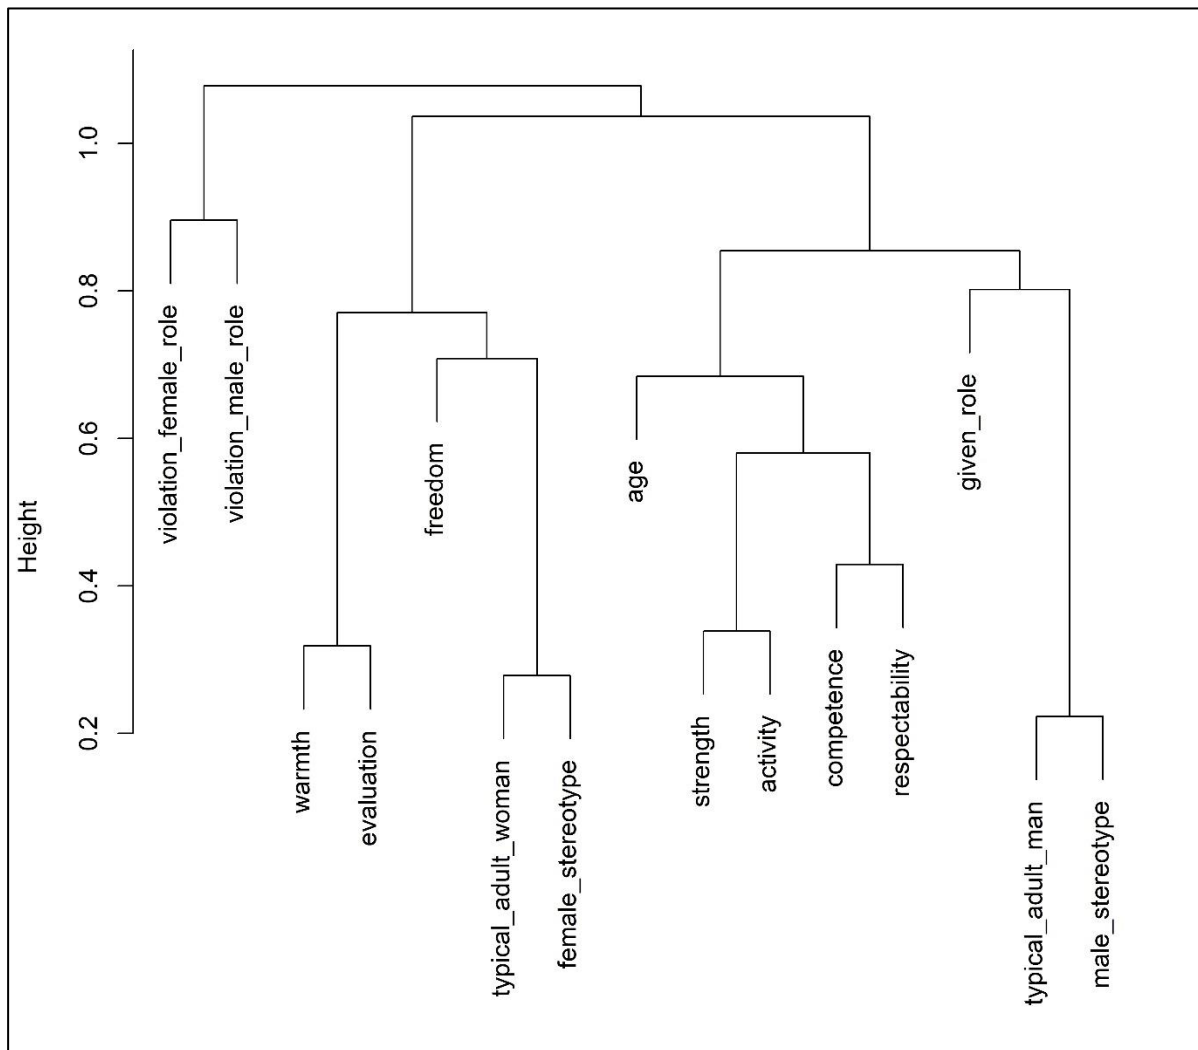 Height
1.0
0.8
0.6
0.4
0.2
violation_female_role
violation_male_role
warmth
evaluation
freedom
typical_adult_woman
female_stereotype
age
strength
activity
competence
respectability
given_role
typical_adult_man
male_stereotype